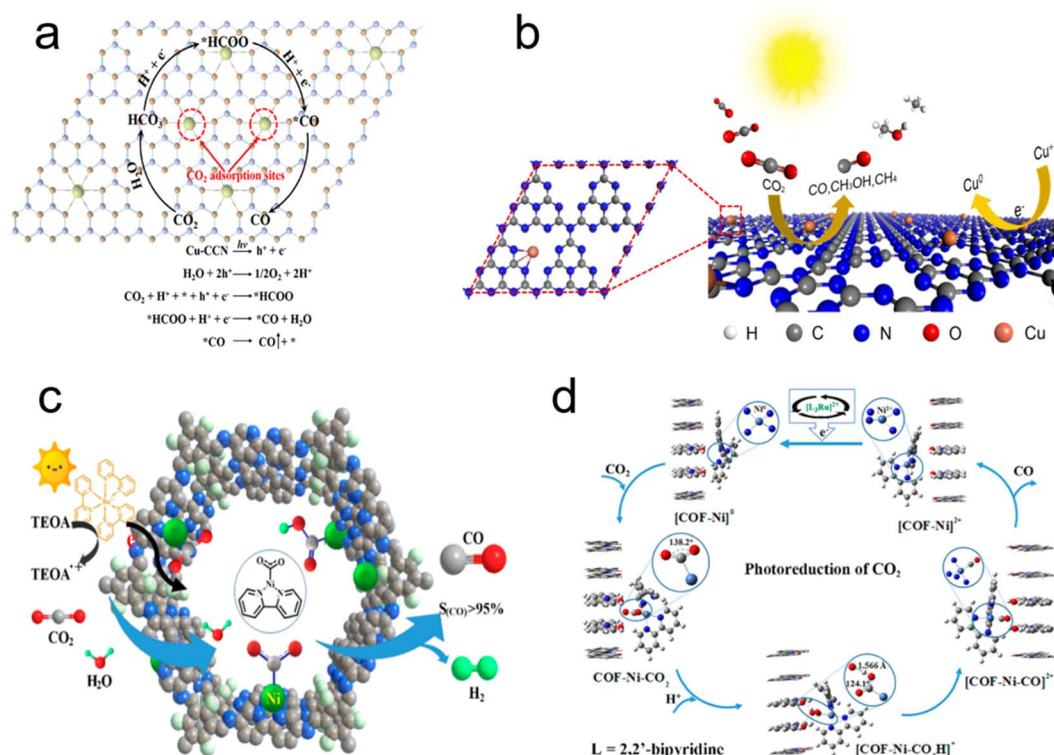 a
*HCOO
H⁺ + e⁻
H⁺ + e⁻
HCO₃⁻
*CO
CO₂ adsorption sites
H₂O
CO₂
CO
Cu-CCN —hv→ h⁺ + e⁻
H₂O + 2h⁺ → 1/2O₂ + 2H⁺
CO₂ + H⁺ + * + h⁺ + e⁻ → *HCOO
*HCOO + H⁺ + e⁻ → *CO + H₂O
*CO → CO↑ + *
b
CO₂
CO,CH₃OH,CH₄
Cu⁺
Cu⁰
e⁻
H C N O Cu
c
TEOA
TEOA•+
CO₂
H₂O
Ni
Ni
CO
S(CO)>95%
H₂
d
Ni⁰
[L₃Ru]²⁺
e⁻
Ni²⁺
CO₂
[COF-Ni]⁰
[COF-Ni]²⁺
CO
138.2°
Photoreduction of CO₂
COF-Ni-CO₂
H⁺
1.566 Å
124.1°
[COF-Ni-CO]²⁺
L = 2,2'-bipyridine
[COF-Ni-CO₂H]⁺